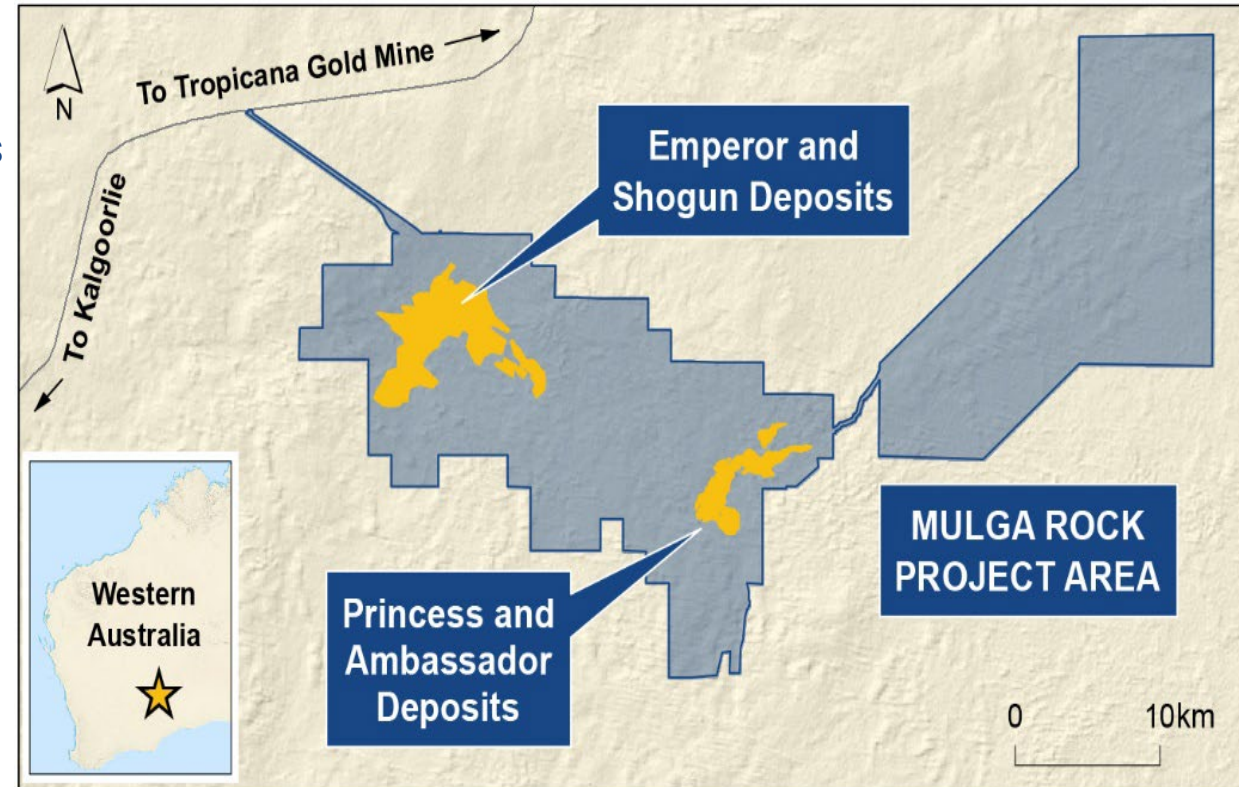 To Tropicana Gold Mine
N
s
Emperor and
Shogun Deposits
To Kalgoorlie
MULGA ROCK
PROJECT AREA
Princess and
Ambassador
Deposits
Western
Australia
0 10km